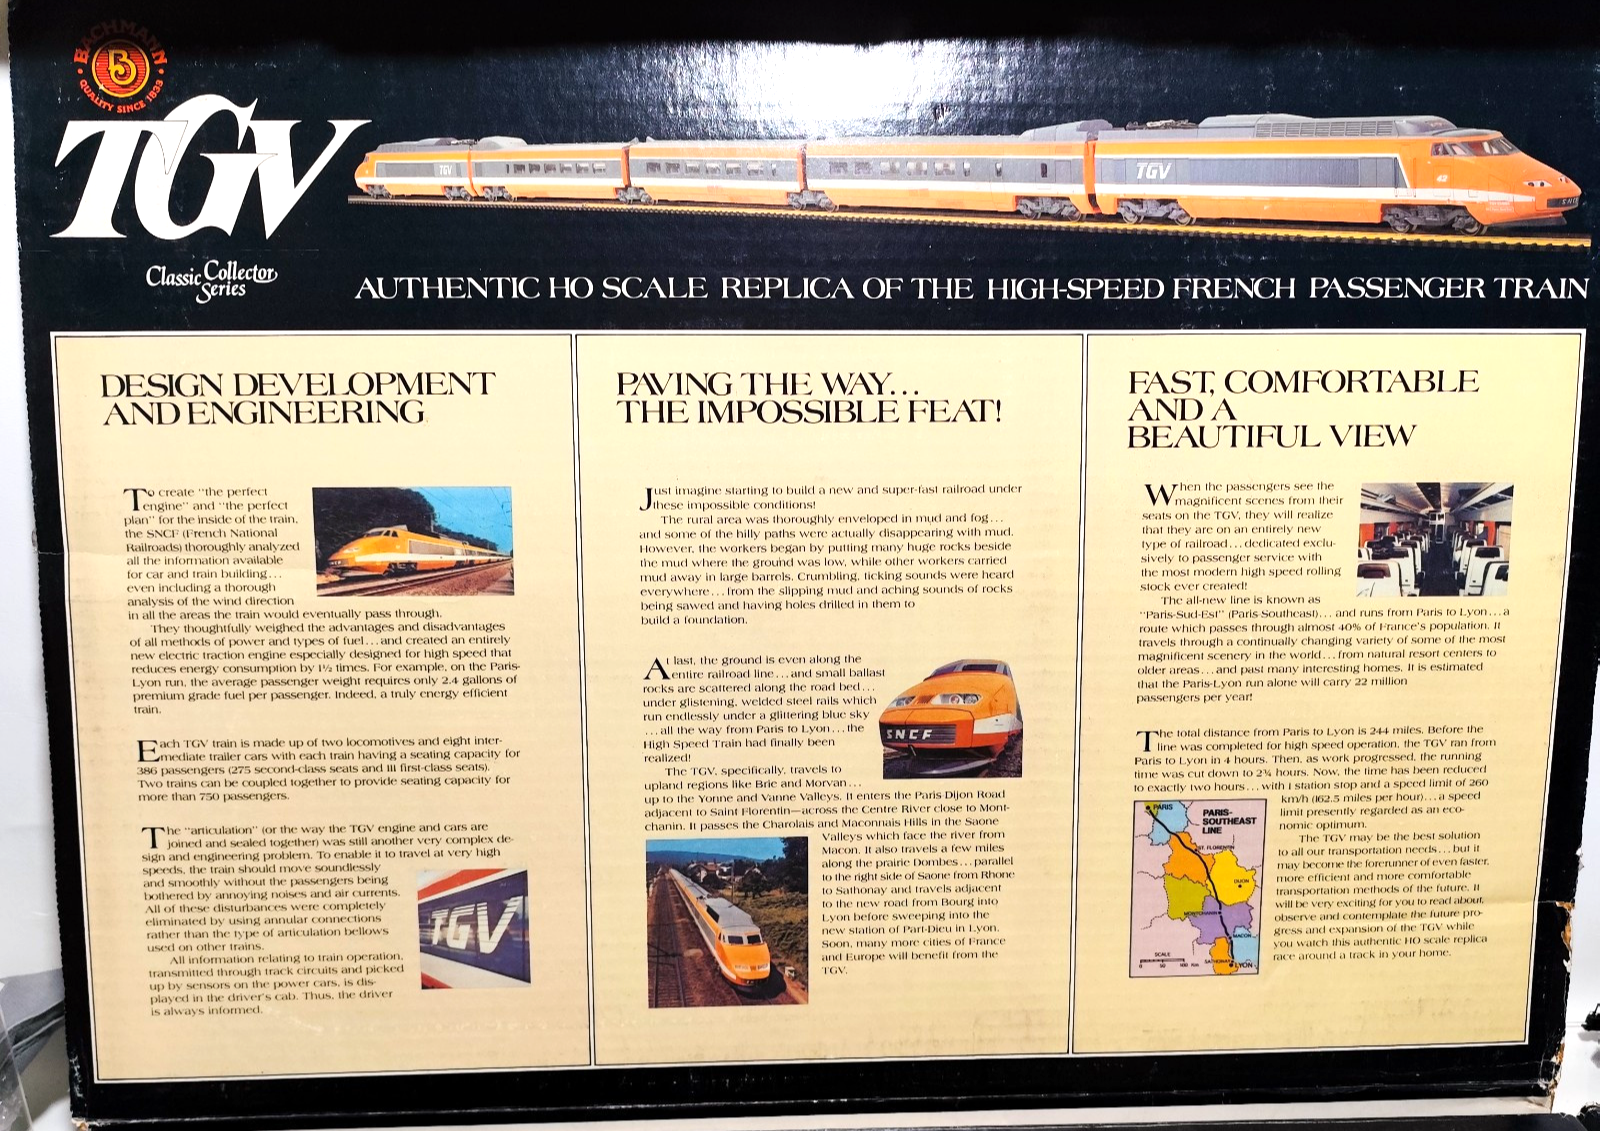 BACHMANN
B
QUALITY SINCE 1833
TGV
Classic Collector
Series
TGV
TGV
42
SNCF
AUTHENTIC HO SCALE REPLICA OF THE HIGH-SPEED FRENCH PASSENGER TRAIN
DESIGN DEVELOPMENT
AND ENGINEERING
To create "the perfect
engine" and "the perfect
plan" for the inside of the train,
the SNCF (French National
Railroads) thoroughly analyzed
all the information available
for car and train building...
even including a thorough
analysis of the wind direction
in all the areas the train would eventually pass through.
They thoughtfully weighed the advantages and disadvantages
of all methods of power and types of fuel...and created an entirely
new electric traction engine especially designed for high speed that
reduces energy consumption by 1½ times. For example, on the Paris-
Lyon run, the average passenger weight requires only 2.4 gallons of
premium grade fuel per passenger. Indeed, a truly energy efficient
train.
Each TGV train is made up of two locomotives and eight inter-
mediate trailer cars with each train having a seating capacity for
386 passengers (275 second-class seats and 111 first-class seats).
Two trains can be coupled together to provide seating capacity for
more than 750 passengers.
The "articulation" (or the way the TGV engine and cars are
joined and sealed together) was still another very complex de-
sign and engineering problem. To enable it to travel at very high
speeds, the train should move soundlessly
and smoothly without the passengers being
bothered by annoying noises and air currents.
All of these disturbances were completely
eliminated by using annular connections
rather than the type of articulation bellows
used on other trains.
All information relating to train operation,
transmitted through track circuits and picked
up by sensors on the power cars, is dis-
played in the driver's cab. Thus, the driver
is always informed.
TGV
PAVING THE WAY...
THE IMPOSSIBLE FEAT!
Just imagine starting to build a new and super-fast railroad under
these impossible conditions!
The rural area was thoroughly enveloped in mud and fog...
and some of the hilly paths were actually disappearing with mud.
However, the workers began by putting many huge rocks beside
the mud where the ground was low, while other workers carried
mud away in large barrels. Crumbling, ticking sounds were heard
everywhere...from the slipping mud and aching sounds of rocks
being sawed and having holes drilled in them to
build a foundation.
At last, the ground is even along the
entire railroad line...and small ballast
rocks are scattered along the road bed...
under glistening, welded steel rails which
run endlessly under a glittering blue sky
...all the way from Paris to Lyon...the
High Speed Train had finally been
realized!
The TGV, specifically, travels to
upland regions like Brie and Morvan...
up to the Yonne and Vanne Valleys. It enters the Paris-Dijon Road
adjacent to Saint Florentin—across the Centre River close to Mont-
chanin. It passes the Charolais and Maconnais Hills in the Saone
Valleys which face the river from
Macon. It also travels a few miles
along the prairie Dombes...parallel
to the right side of Saone from Rhone
to Sathonay and travels adjacent
to the new road from Bourg into
Lyon before sweeping into the
new station of Part-Dieu in Lyon.
Soon, many more cities of France
and Europe will benefit from the
TGV.
SNCF
FAST, COMFORTABLE
AND A
BEAUTIFUL VIEW
When the passengers see the
magnificent scenes from their
seats on the TGV, they will realize
that they are on an entirely new
type of railroad...dedicated exclu-
sively to passenger service with
the most modern high speed rolling
stock ever created!
The all-new line is known as
"Paris-Sud-Est" (Paris-Southeast)...and runs from Paris to Lyon...a
route which passes through almost 40% of France's population. It
travels through a continually changing variety of some of the most
magnificent scenery in the world...from natural resort centers to
older areas...and past many interesting homes. It is estimated
that the Paris-Lyon run alone will carry 22 million
passengers per year!
The total distance from Paris to Lyon is 244 miles. Before the
line was completed for high speed operation, the TGV ran from
Paris to Lyon in 4 hours. Then, as work progressed, the running
time was cut down to 2¾ hours. Now, the time has been reduced
to exactly two hours...with 1 station stop and a speed limit of 260
km/h (162.5 miles per hour)...a speed
limit presently regarded as an eco-
nomic optimum.
The TGV may be the best solution
to all our transportation needs...but it
may become the forerunner of even faster,
more efficient and more comfortable
transportation methods of the future. It
will be very exciting for you to read about,
observe and contemplate the future pro-
gress and expansion of the TGV while
you watch this authentic HO scale replica
race around a track in your home.
PARIS
PARIS-
SOUTHEAST
LINE
ST. FLORENTIN
DIJON
MONTCHANIN
MACON
SATHONAY
LYON
SCALE
0 50 100 Km